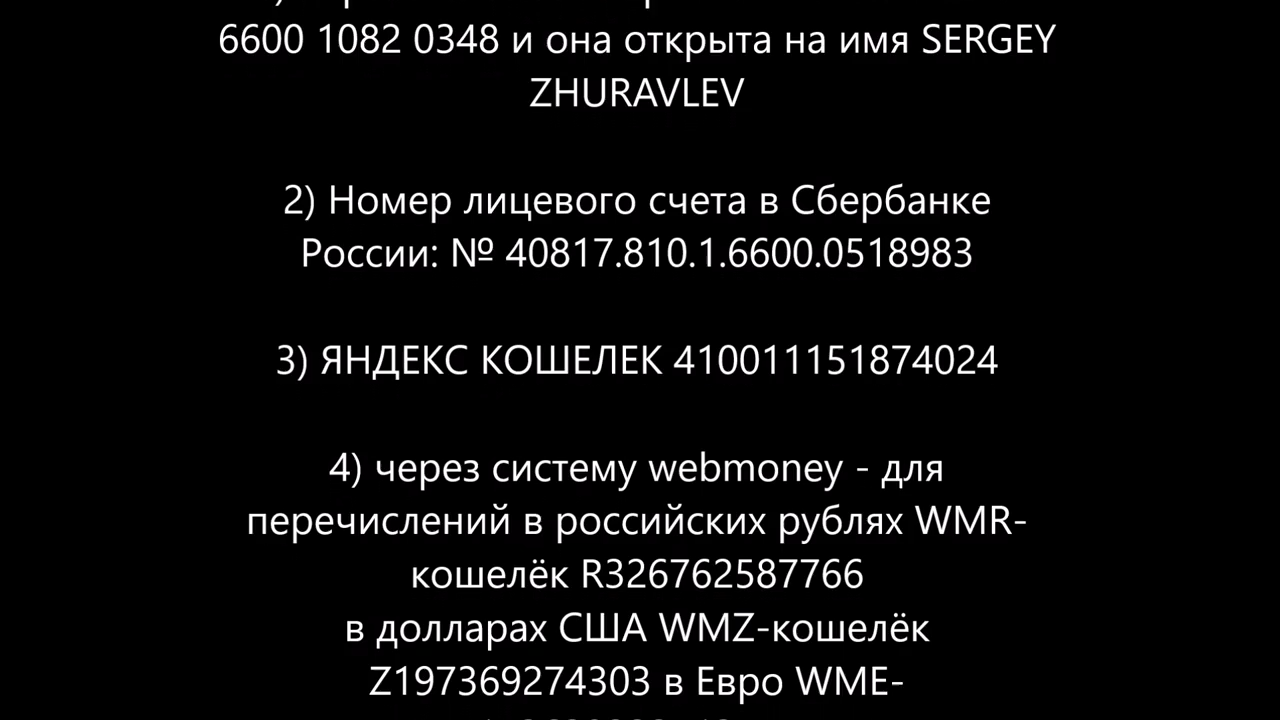 6600 1082 0348 и она открыта на имя SERGEY
ZHURAVLEV
2) Номер лицевого счета в Сбербанке
России: № 40817.810.1.6600.0518983
3) ЯНДЕКС КОШЕЛЕК 410011151874024
4) через систему webmoney - для
перечислений в российских рублях WMR-
кошелёк R326762587766
в долларах США WMZ-кошелёк
Z197369274303 в Евро WME-